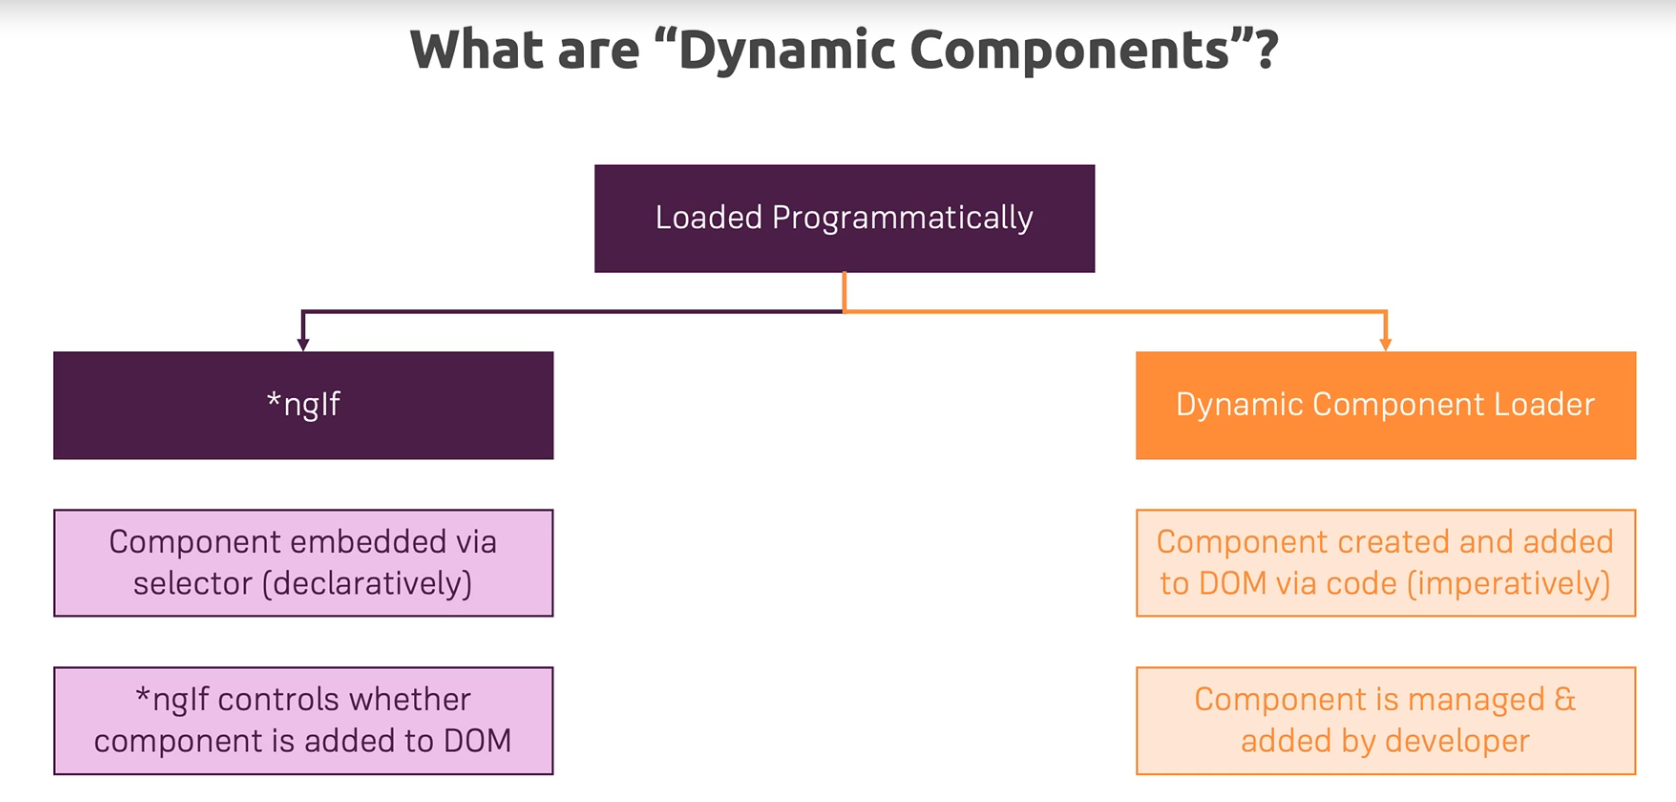 What are “Dynamic Components”?
Loaded Programmatically
*ngIf
Component embedded via
selector (declaratively)
*ngIf controls whether
component is added to DOM
Dynamic Component Loader
Component created and added
to DOM via code (imperatively)
Component is managed &
added by developer